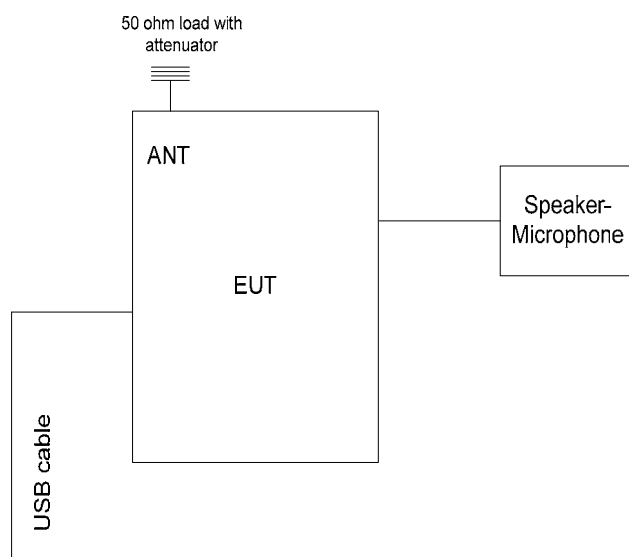 50 ohm load with
attenuator
ANT
Speaker-
Microphone
EUT
USB cable